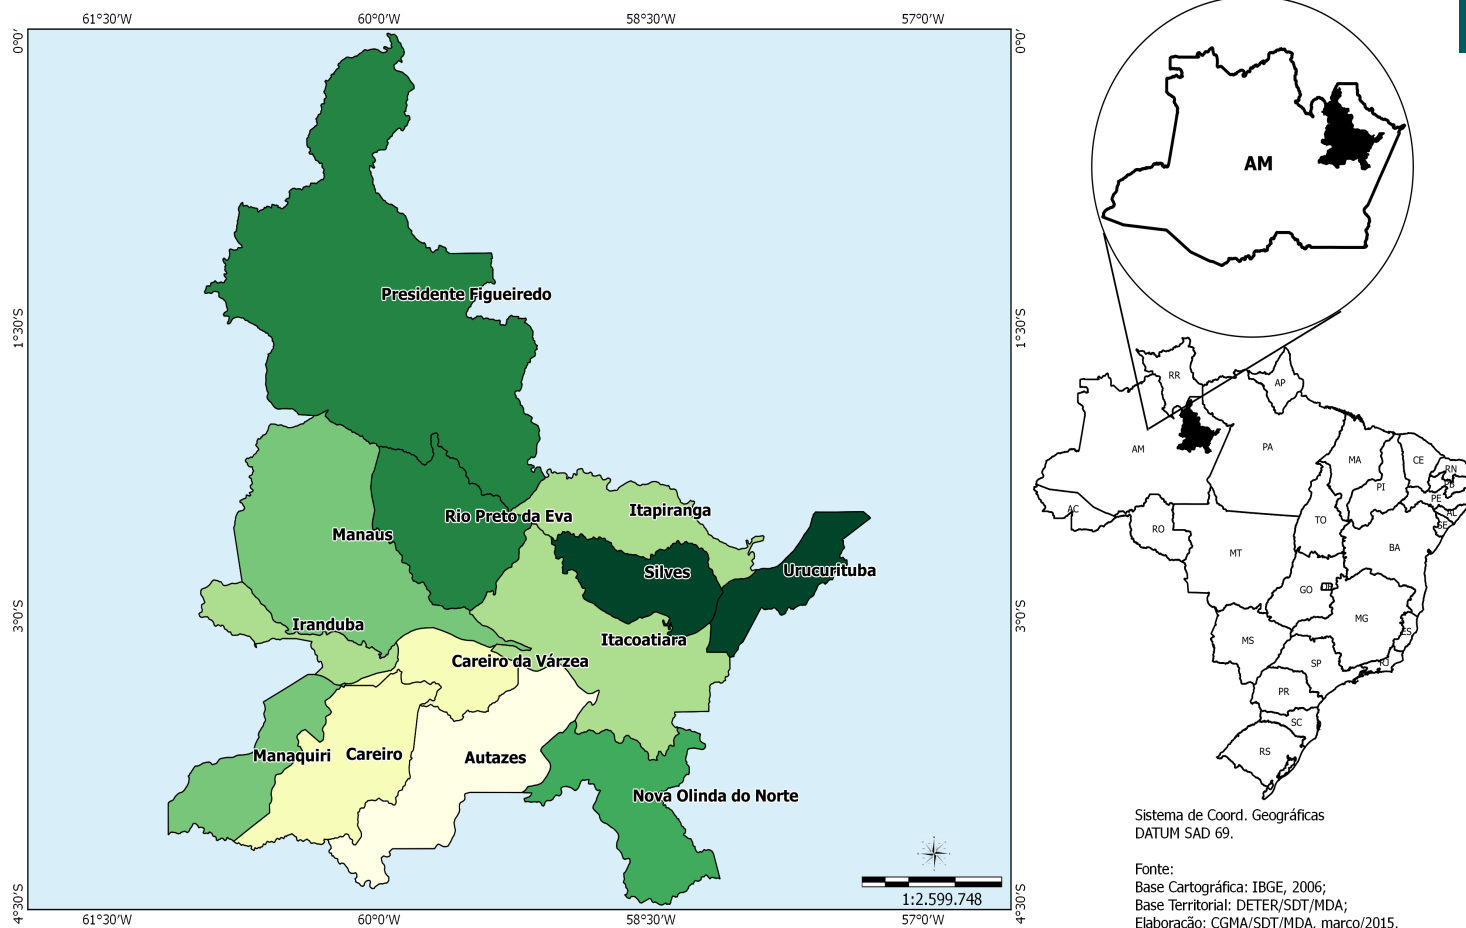 61°30'W 60°0'W 58°30'W 57°0'W
0°0'
1°30'S
3°0'S
4°30'S
Presidente Figueiredo
Rio Preto da Eva
Itapiranga
Manaus
Silves
Urucurituba
Iranduba
Itacoatiara
Careiro da Várzea
Manaquiri
Careiro
Autazes
Nova Olinda do Norte
1:2.599.748
61°30'W 60°0'W 58°30'W 57°0'W
0°0'
1°30'S
3°0'S
4°30'S
AM
RR
AP
AM
PA
MA
CE
RN
PB
PI
PE
AL
SE
AC
RO
TO
BA
MT
GO
DF
MG
ES
MS
SP
RJ
PR
SC
RS
Sistema de Coord. Geográficas
DATUM SAD 69.
Fonte:
Base Cartográfica: IBGE, 2006;
Base Territorial: DETER/SDT/MDA;
Elaboração: CGMA/SDT/MDA, março/2015.